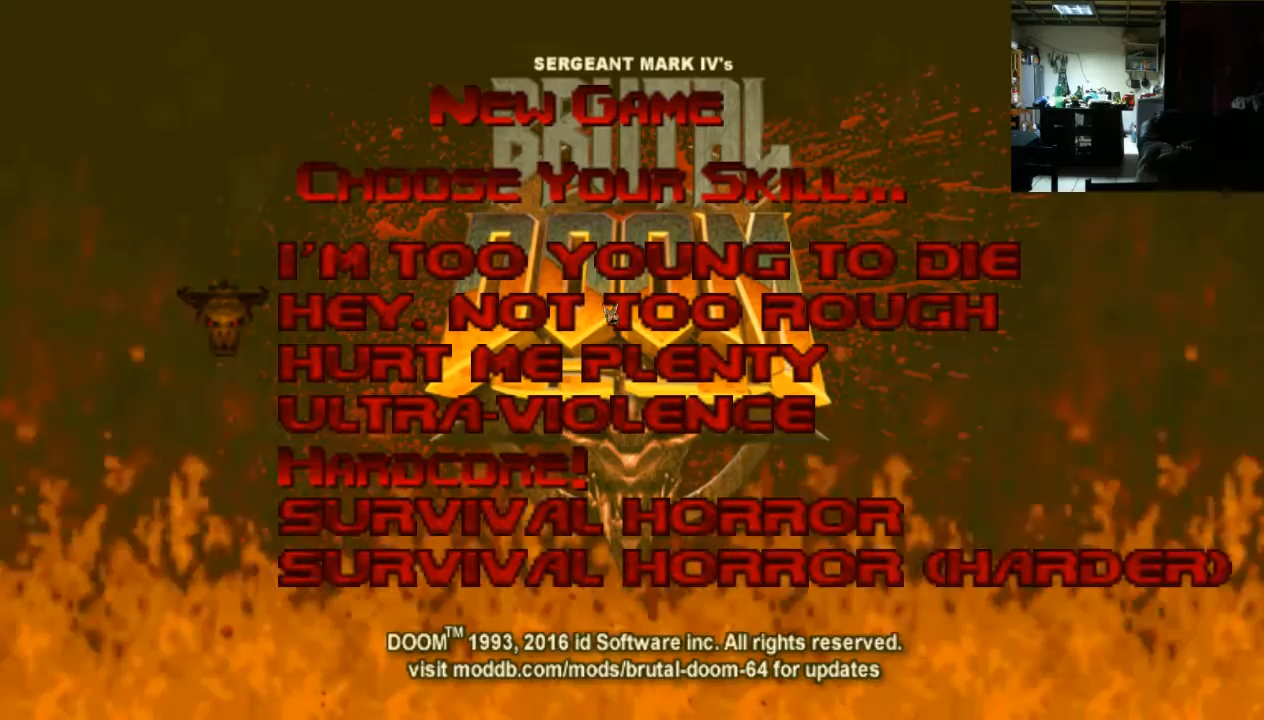 SERGEANT MARK IV's
BRUTAL
DOOM
New Game
Choose Your Skill...
I'M TOO YOUNG TO DIE
HEY, NOT TOO ROUGH
HURT ME PLENTY
ULTRA-VIOLENCE
Hardcore!
SURVIVAL HORROR
SURVIVAL HORROR (HARDER)
DOOM™ 1993, 2016 id Software inc. All rights reserved.
visit moddb.com/mods/brutal-doom-64 for updates